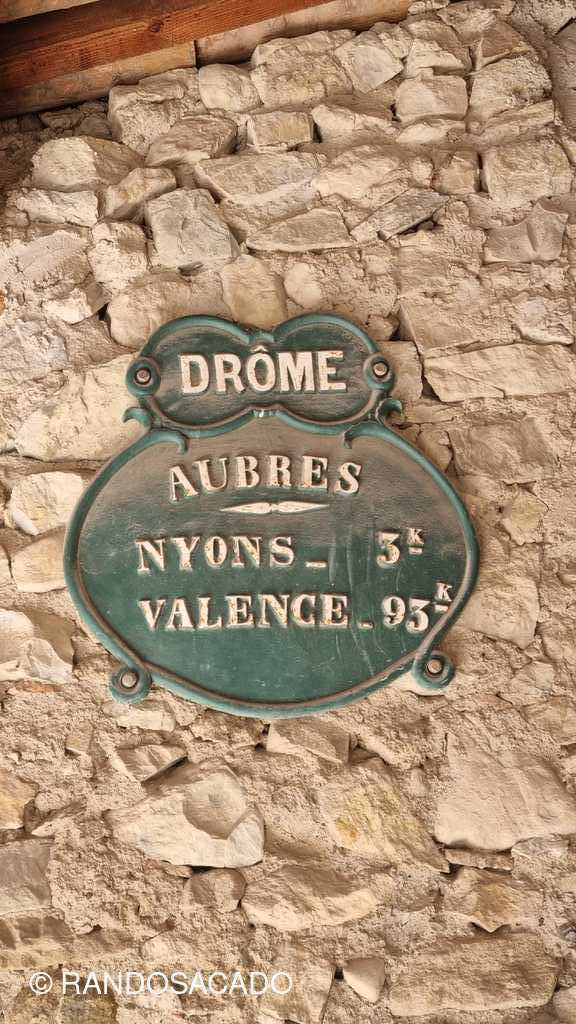 DRÔME
AUBRES
NYONS - 3K
VALENCE - 93K
© RANDOSACADO